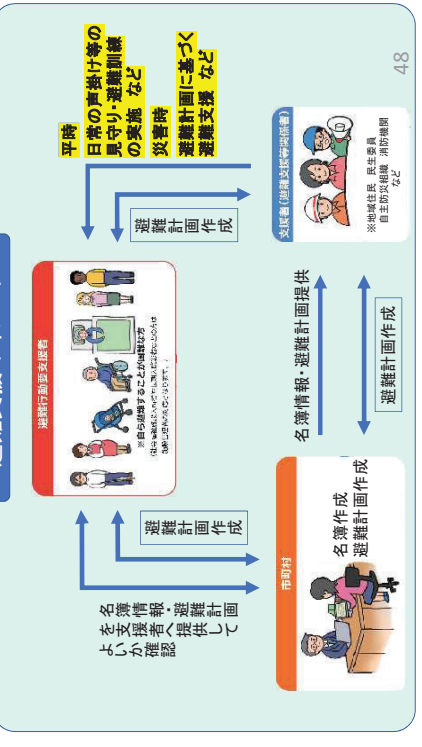 避難行動要支援者
※自ら避難することが困難な方
平時
日常の声掛け等の
見守り・避難訓練
の実施 など
災害時
避難計画に基づく
避難支援 など
名簿情報・避難計画
を支援者へ提供して
よいか確認
避難計画作成
避難計画作成
市町村
名簿作成
避難計画作成
名簿情報・避難計画提供
避難計画作成
支援者(避難支援等関係者)
※地域住民 民生委員
自主防災組織 消防機関
など
48